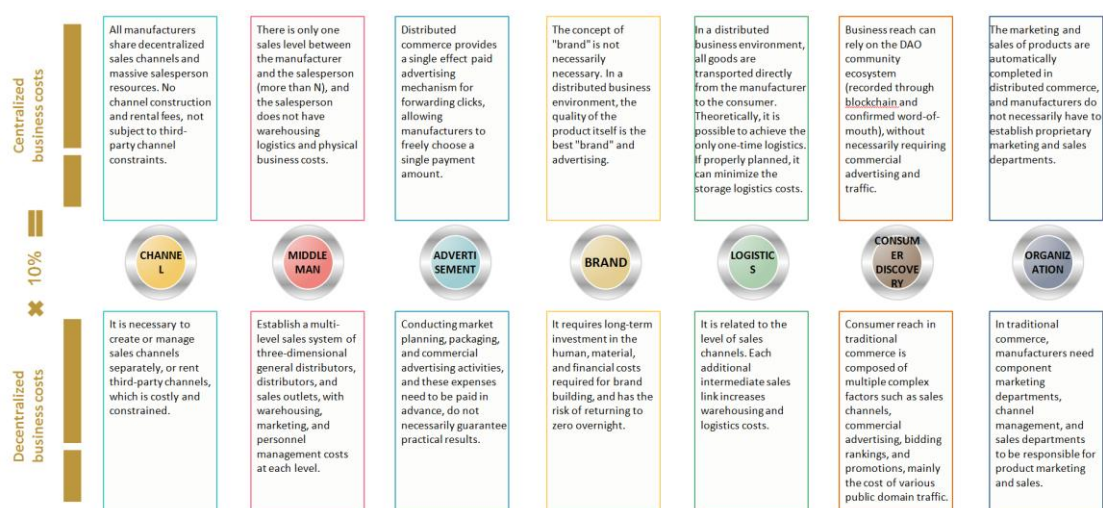 Centralized
business costs
All manufacturers
share decentralized
sales channels and
massive salesperson
resources. No
channel construction
and rental fees, not
subject to third-
party channel
constraints.
There is only one
sales level between
the manufacturer
and the salesperson
(more than N), and
the salesperson
does not have
warehousing
logistics and physical
business costs.
Distributed
commerce provides
a single effect paid
advertising
mechanism for
forwarding clicks,
allowing
manufacturers to
freely choose a
single payment
amount.
The concept of
"brand" is not
necessarily
necessary. In a
distributed business
environment, the
quality of the
product itself is the
best "brand" and
advertising.
In a distributed
business environment,
all goods are
transported directly
from the manufacturer
to the consumer.
Theoretically, it is
possible to achieve the
only one-time logistics.
If properly planned, it
can minimize the
storage logistics costs.
Business reach can
rely on the DAO
community
ecosystem
(recorded through
blockchain and
confirmed word-of-
mouth), without
necessarily requiring
commercial
advertising and
traffic.
The marketing and
sales of products are
automatically
completed in
distributed commerce,
and manufacturers do
not necessarily have to
establish proprietary
marketing and sales
departments.
= 10% ×
CHANNE
L
MIDDLE
MAN
ADVERTI
SEMENT
BRAND
LOGISTIC
S
CONSUM
ER
DISCOVE
RY
ORGANIZ
ATION
Decentralized
business costs
It is necessary to
create or manage
sales channels
separately, or rent
third-party channels,
which is costly and
constrained.
Establish a multi-
level sales system of
three-dimensional
general distributors,
distributors, and
sales outlets, with
warehousing,
marketing, and
personnel
management costs
at each level.
Conducting market
planning, packaging,
and commercial
advertising activities,
and these expenses
need to be paid in
advance, do not
necessarily guarantee
practical results.
It requires long-term
investment in the
human, material,
and financial costs
required for brand
building, and has the
risk of returning to
zero overnight.
It is related to the
level of sales
channels. Each
additional
intermediate sales
link increases
warehousing and
logistics costs.
Consumer reach in
traditional
commerce is
composed of
multiple complex
factors such as sales
channels,
commercial
advertising, bidding
rankings, and
promotions, mainly
the cost of various
public domain traffic.
In traditional
commerce,
manufacturers need
component
marketing
departments,
channel
management, and
sales departments
to be responsible for
product marketing
and sales.